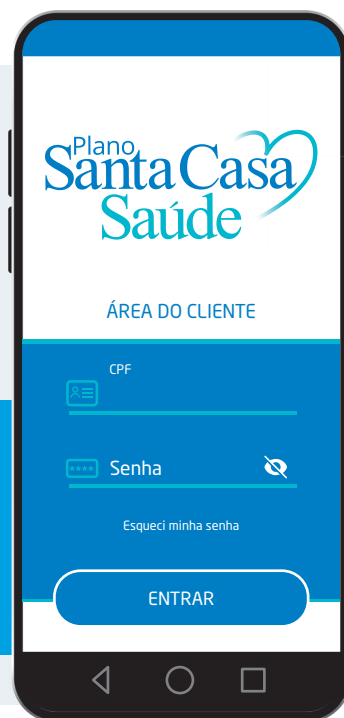 Plano
Santa Casa
Saúde
ÁREA DO CLIENTE
CPF
****
Senha
Esqueci minha senha
ENTRAR